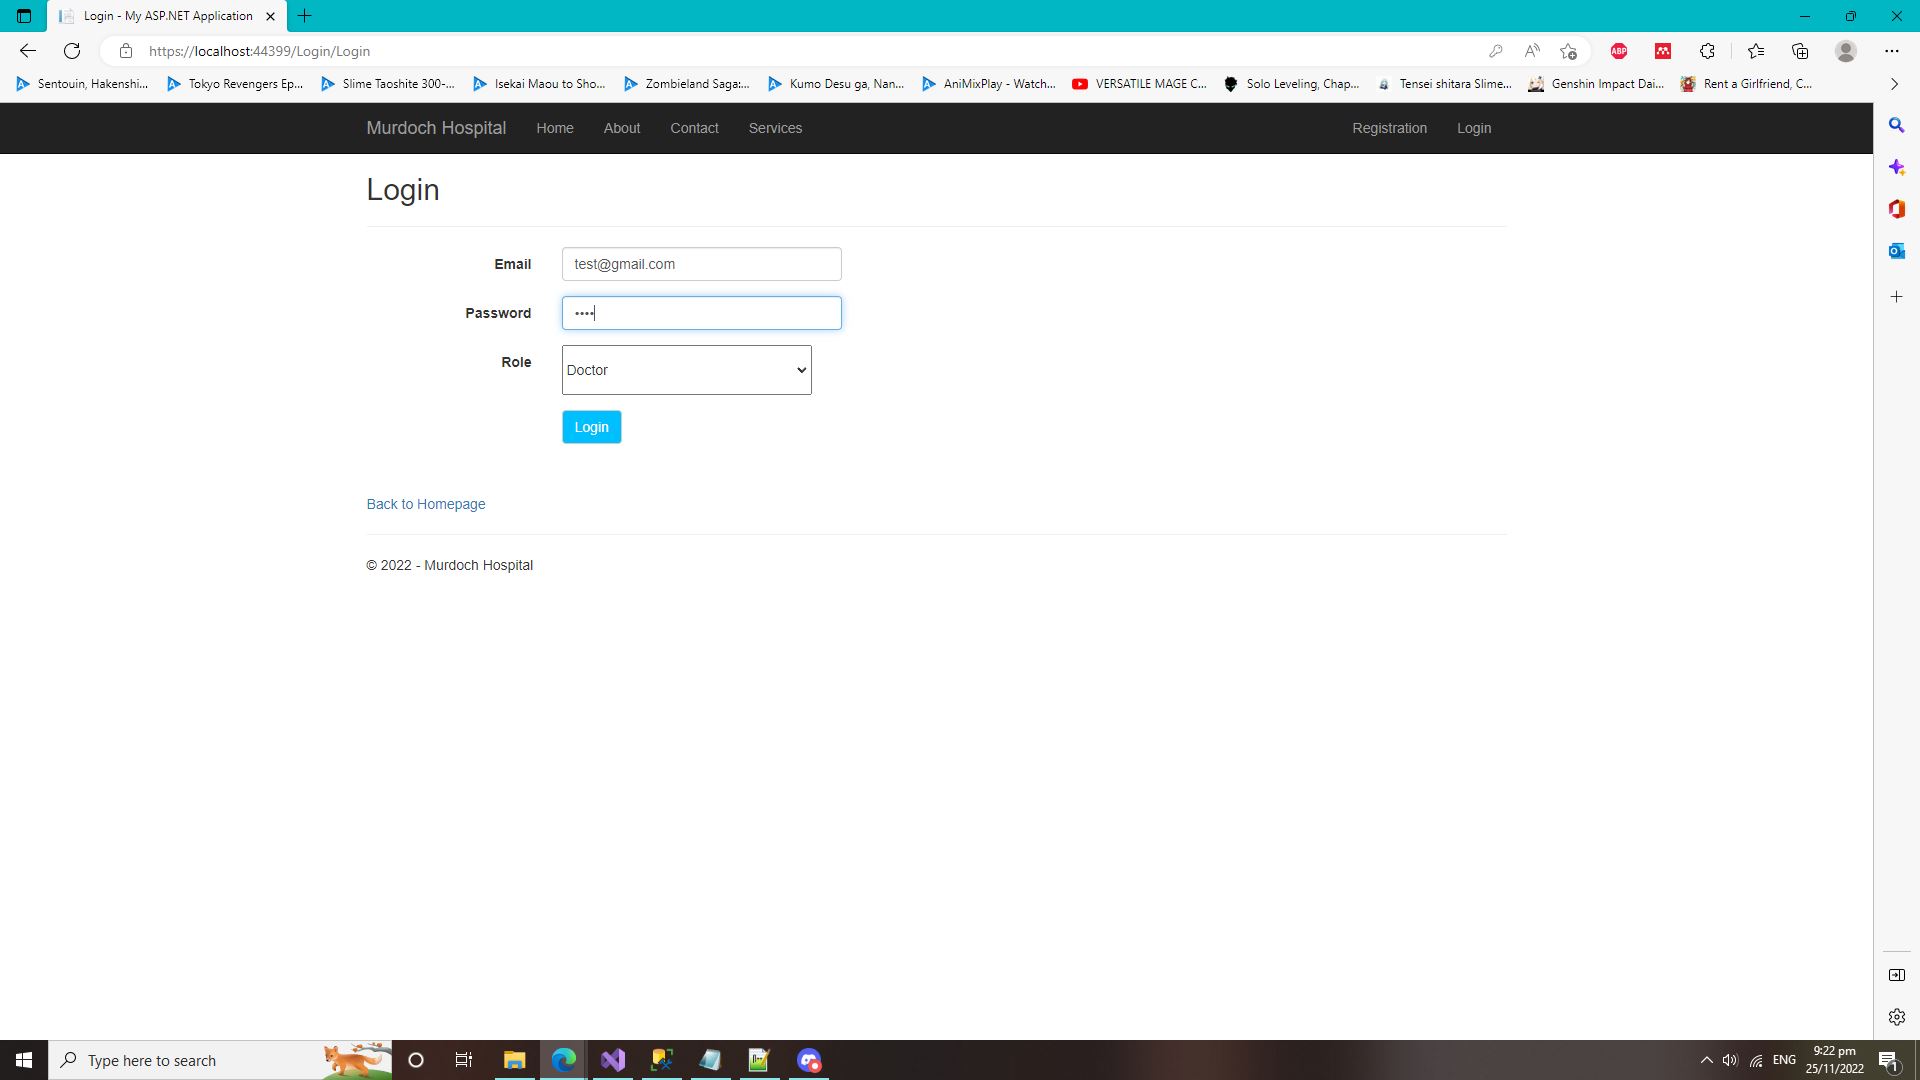 Login - My ASP.NET Application
https://localhost:44399/Login/Login
ABP
Sentouin, Hakenshi... Tokyo Revengers Ep... Slime Taoshite 300-... Isekai Maou to Sho... Zombieland Saga:... Kumo Desu ga, Nan... AniMixPlay - Watch... VERSATILE MAGE C... Solo Leveling, Chap... Tensei shitara Slime... Genshin Impact Dai... Rent a Girlfriend, C...
Murdoch Hospital Home About Contact Services Registration Login
Login
Email test@gmail.com
Password ••••
Role Doctor
Login
Back to Homepage
© 2022 - Murdoch Hospital
Type here to search
ENG
9:22 pm
25/11/2022
1